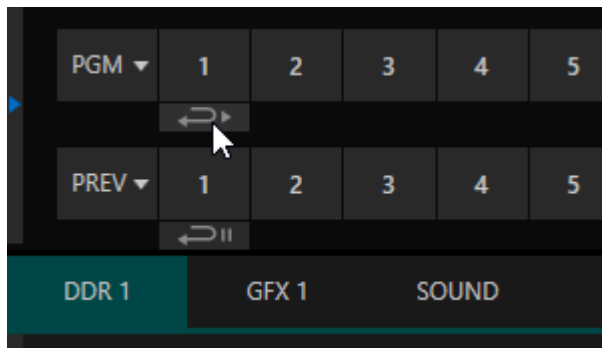 PGM 1 2 3 4 5
PREV 1 2 3 4 5
DDR 1 GFX 1 SOUND